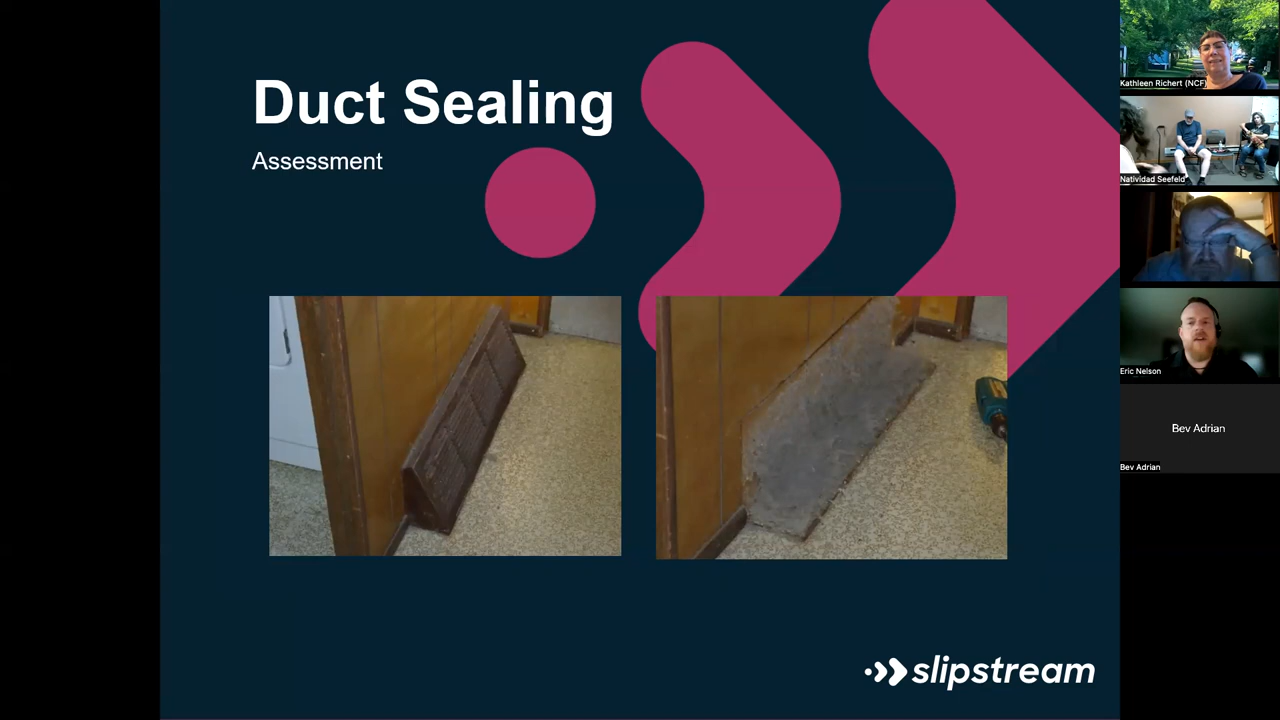 Duct Sealing
Assessment
slipstream
Kathleen Richert (NCF)
Natividad Seefeld
Eric Nelson
Bev Adrian
Bev Adrian